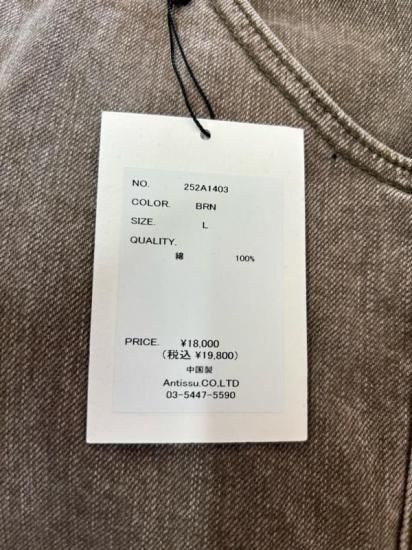 NO. 252A1403
COLOR. BRN
SIZE. L
QUALITY.
綿 100%
PRICE. ¥18,000
(税込 ¥19,800)
中国製
Antissu.CO,LTD
03-5447-5590